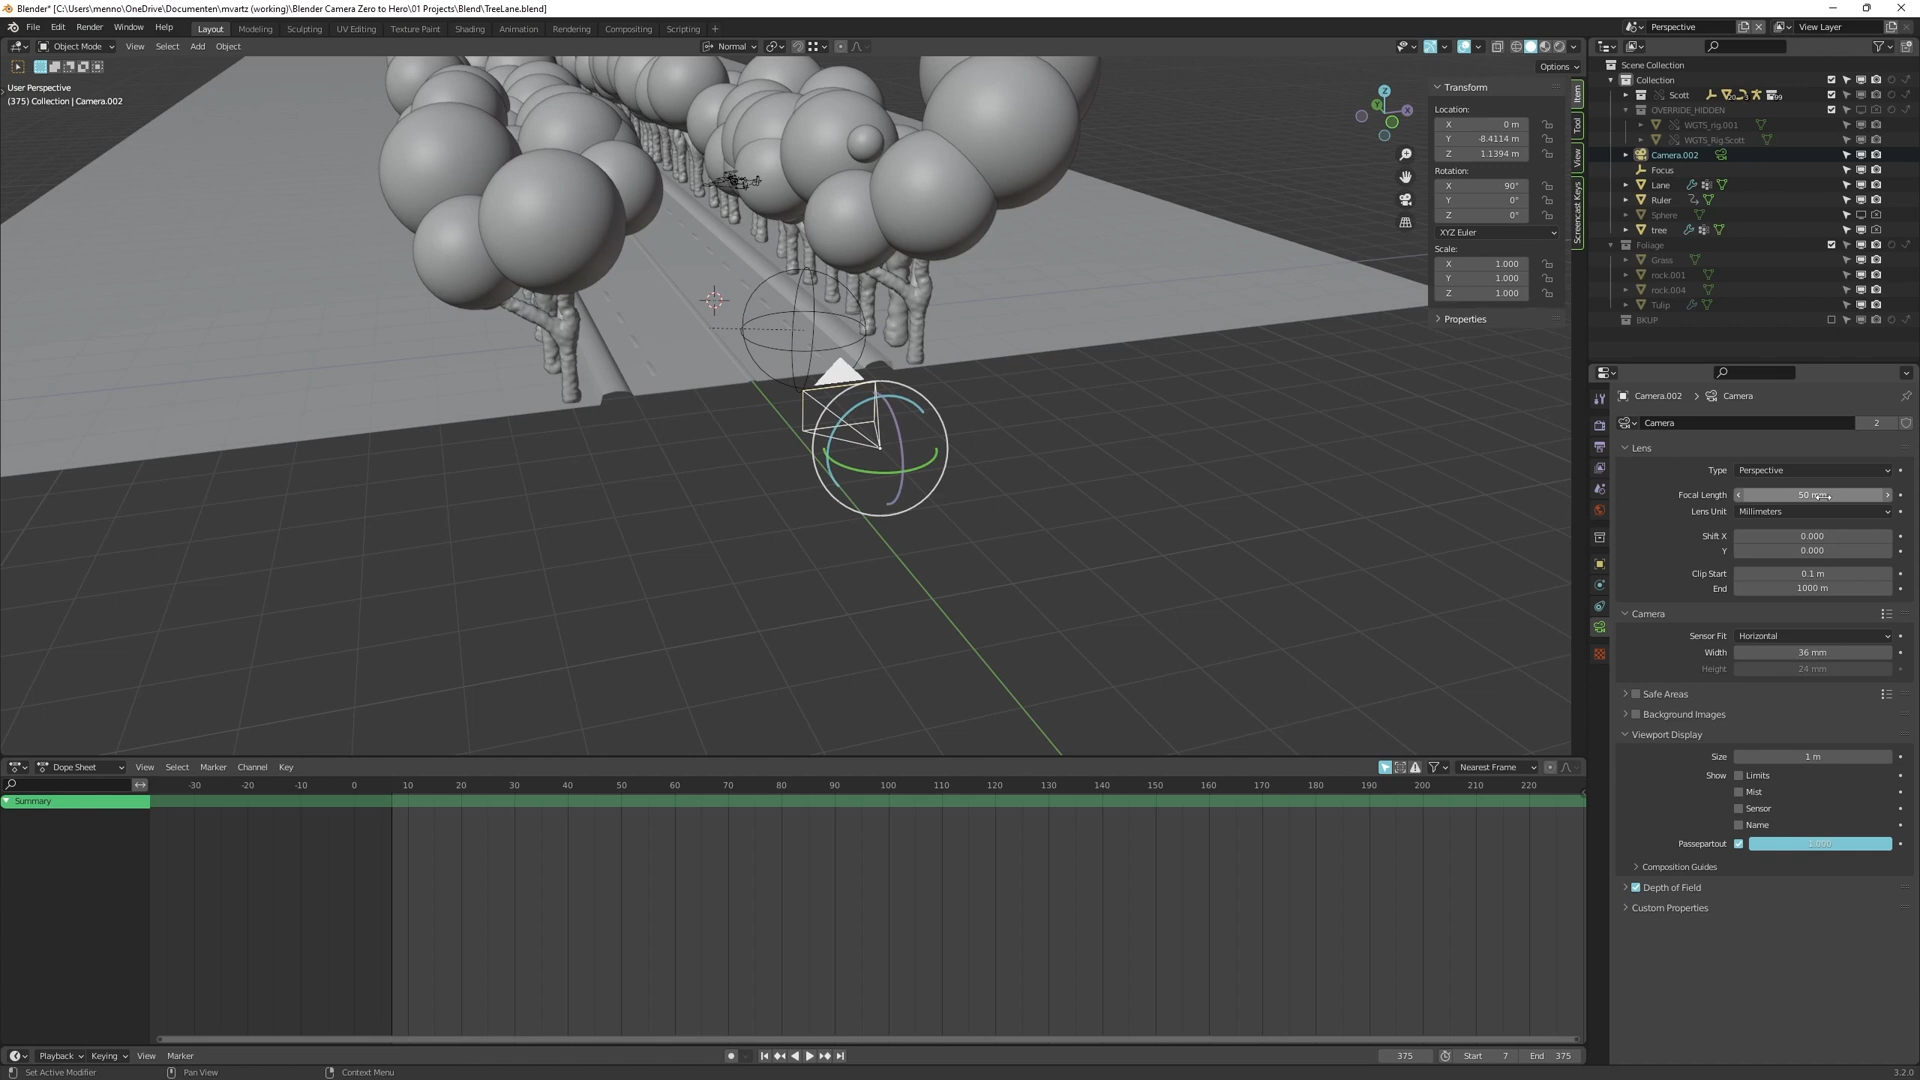 Blender* [C:\Users\menno\OneDrive\Documenten\mvartz (working)\Blender Camera Zero to Hero\01 Projects\Blend\TreeLane.blend]
File Edit Render Window Help Layout Modeling Sculpting UV Editing Texture Paint Shading Animation Rendering Compositing Scripting + Perspective View Layer
Object Mode View Select Add Object Normal
Options
User Perspective
(375) Collection | Camera.002
Transform
Location:
X 0 m
Y -8.4114 m
Z 1.1394 m
Rotation:
X 90°
Y 0°
Z 0°
XYZ Euler
Scale:
X 1.000
Y 1.000
Z 1.000
Properties
Item
Tool
View
Screencast Keys
Scene Collection
Collection
Scott
OVERRIDE_HIDDEN
WGTS_rig.001
WGTS_Rig.Scott
Camera.002
Focus
Lane
Ruler
Sphere
tree
Foliage
Grass
rock.001
rock.004
Tulip
BKUP
Camera.002 > Camera
Camera 2
Lens
Type Perspective
Focal Length 50 mm
Lens Unit Millimeters
Shift X 0.000
Y 0.000
Clip Start 0.1 m
End 1000 m
Camera
Sensor Fit Horizontal
Width 36 mm
Height 24 mm
Safe Areas
Background Images
Viewport Display
Size 1 m
Show Limits
Mist
Sensor
Name
Passepartout 1.000
Composition Guides
Depth of Field
Custom Properties
Dope Sheet View Select Marker Channel Key Nearest Frame
-30 -20 -10 0 10 20 30 40 50 60 70 80 90 100 110 120 130 140 150 160 170 180 190 200 210 220
Summary
Playback Keying View Marker 375 Start 7 End 375
Set Active Modifier Pan View Context Menu 3.2.0